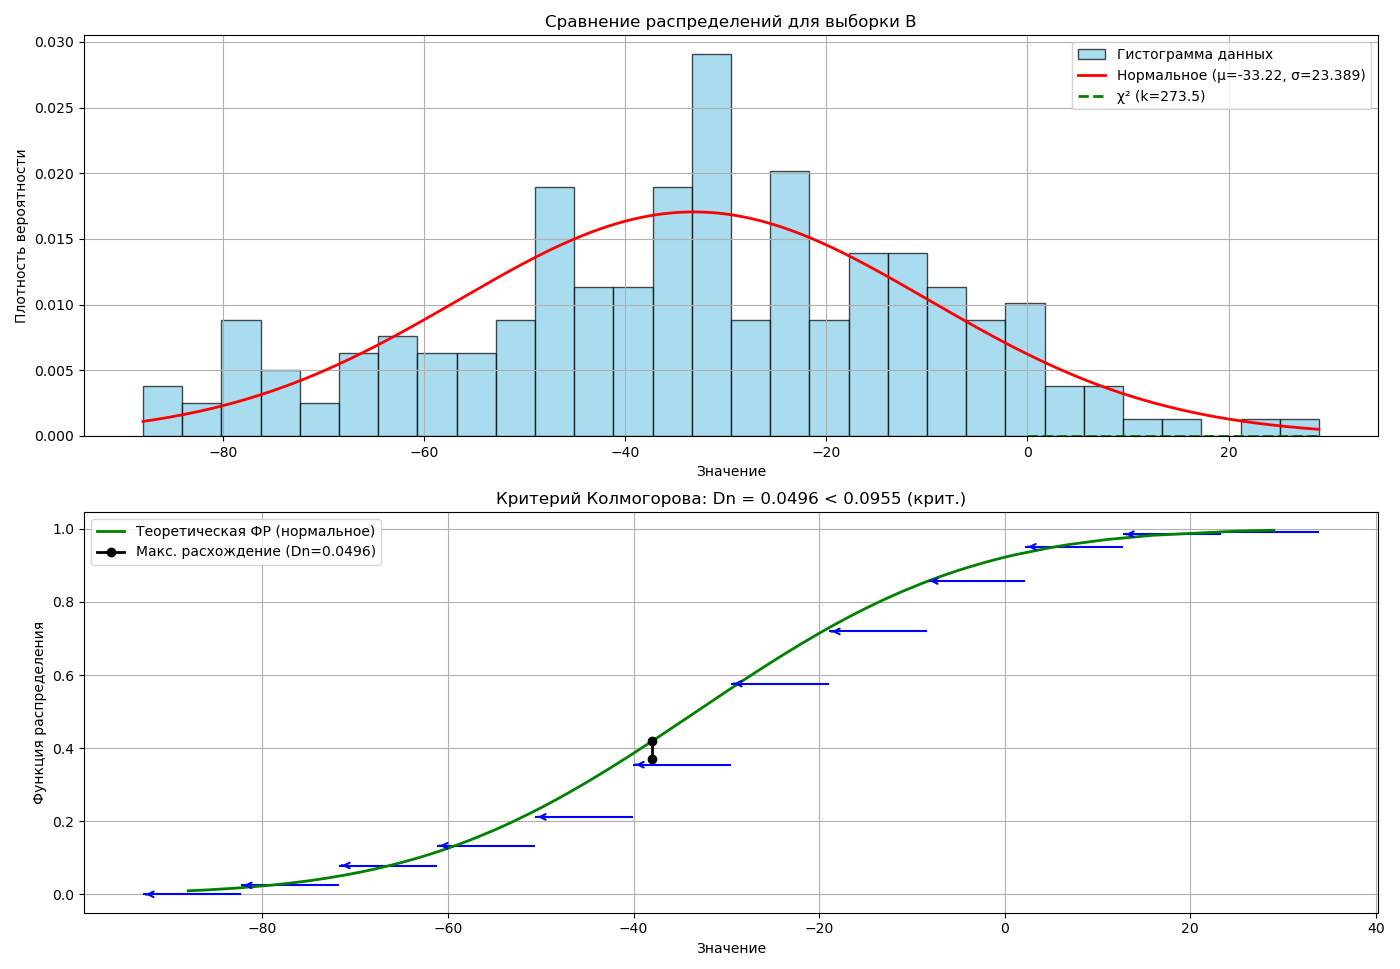 Сравнение распределений для выборки B
Гистограмма данных
Нормальное (μ=-33.22, σ=23.389)
χ² (k=273.5)
Плотность вероятности
0.030
0.025
0.020
0.015
0.010
0.005
0.000
−80 −60 −40 −20 0 20
Значение
Критерий Колмогорова: Dn = 0.0496 < 0.0955 (крит.)
Теоретическая ФР (нормальное)
Макс. расхождение (Dn=0.0496)
Функция распределения
1.0
0.8
0.6
0.4
0.2
0.0
−80 −60 −40 −20 0 20 40
Значение